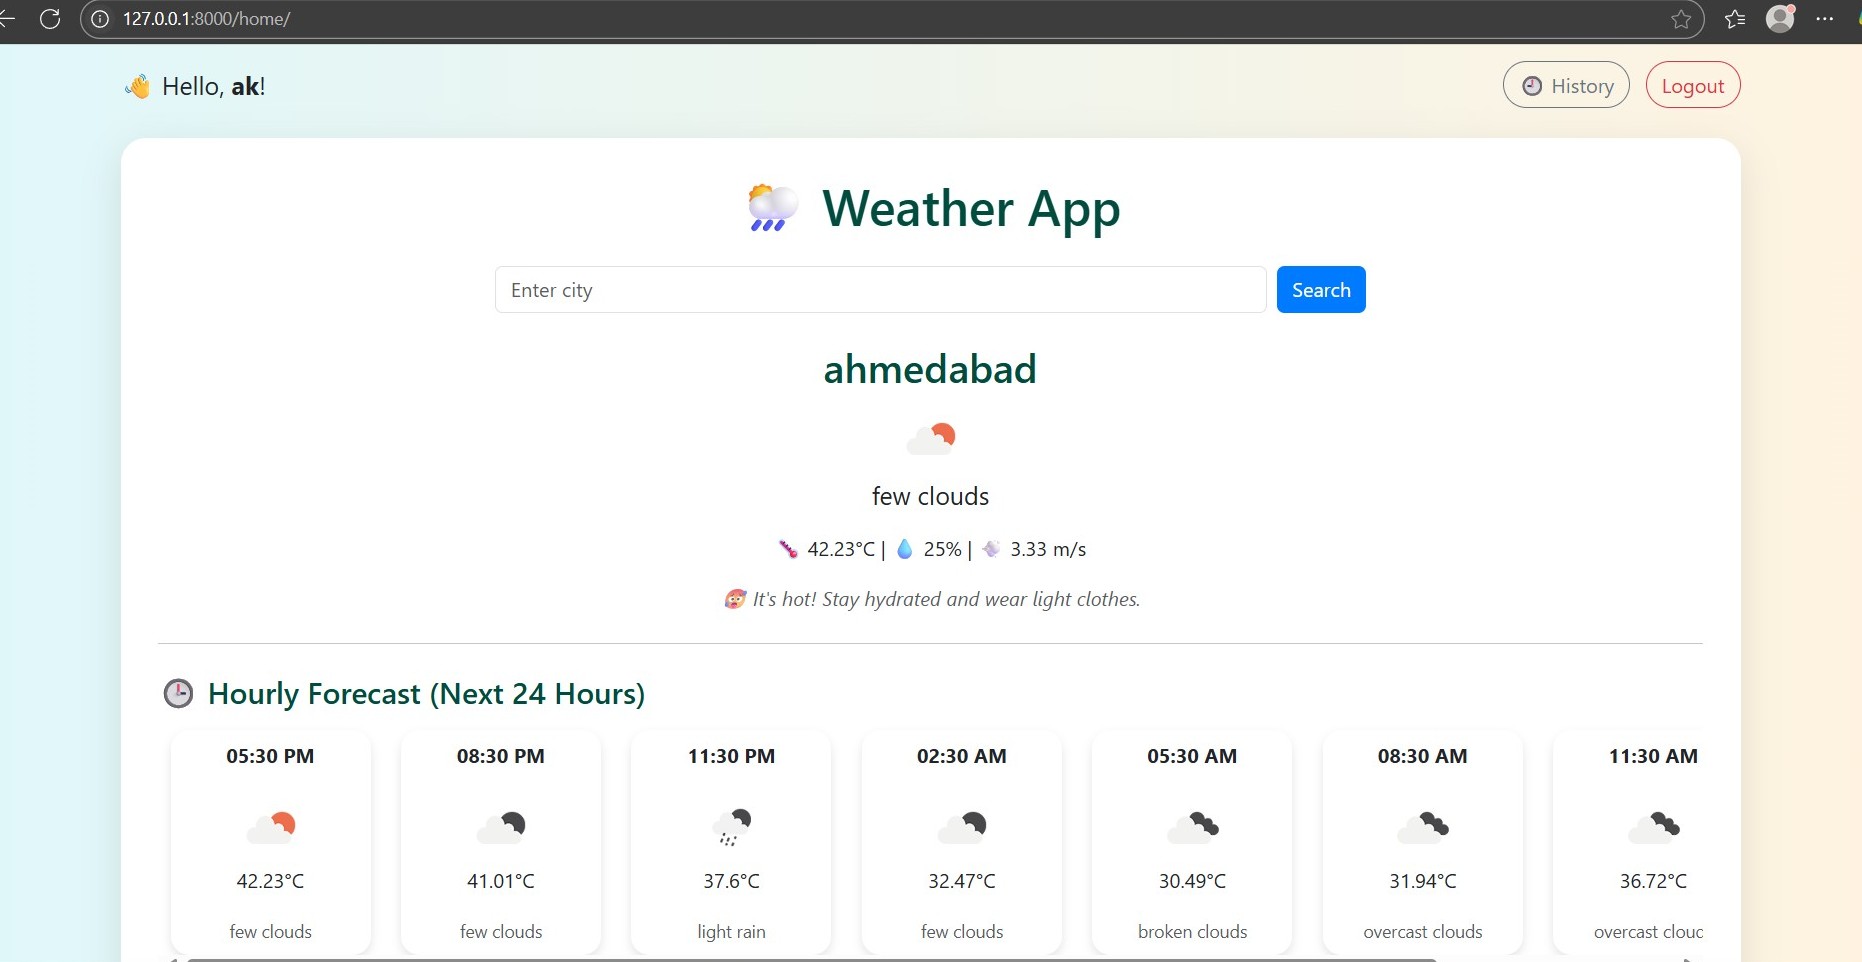 127.0.0.1:8000/home/
👋 Hello, ak!
History
Logout
Weather App
Enter city
Search
ahmedabad
few clouds
42.23°C | 25% | 3.33 m/s
It's hot! Stay hydrated and wear light clothes.
Hourly Forecast (Next 24 Hours)
05:30 PM 08:30 PM 11:30 PM 02:30 AM 05:30 AM 08:30 AM 11:30 AM
42.23°C 41.01°C 37.6°C 32.47°C 30.49°C 31.94°C 36.72°C
few clouds few clouds light rain few clouds broken clouds overcast clouds overcast clouc